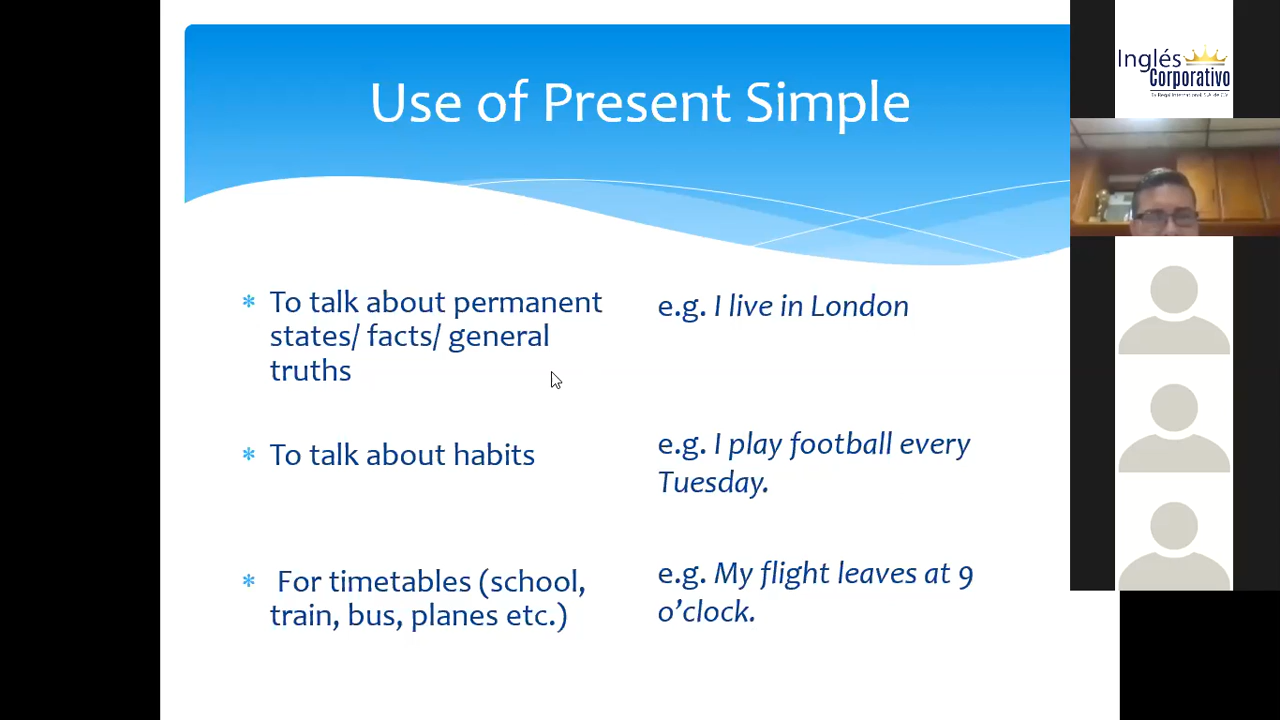 Use of Present Simple
To talk about permanent
states/ facts/ general
truths
e.g. I live in London
To talk about habits
e.g. I play football every
Tuesday.
For timetables (school,
train, bus, planes etc.)
e.g. My flight leaves at 9
o’clock.
Inglés
Corporativo